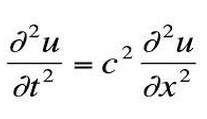 ∂²u/∂t² = c² ∂²u/∂x²